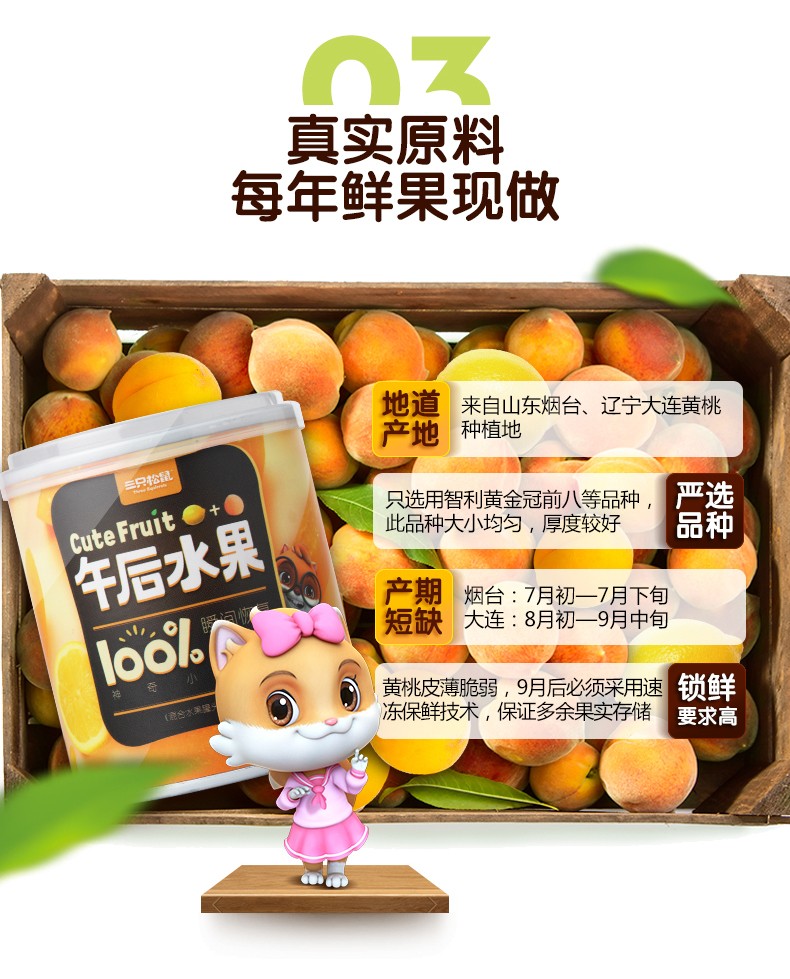 03
真实原料
每年鲜果现做
地道
产地
来自山东烟台、辽宁大连黄桃
种植地
只选用智利黄金冠前八等品种，
此品种大小均匀，厚度较好
严选
品种
产期
短缺
烟台：7月初—7月下旬
大连：8月初—9月中旬
黄桃皮薄脆弱，9月后必须采用速
冻保鲜技术，保证多余果实存储
锁鲜
要求高
三只松鼠
Cute Fruit
+
午后水果
100%
瞬间恢复